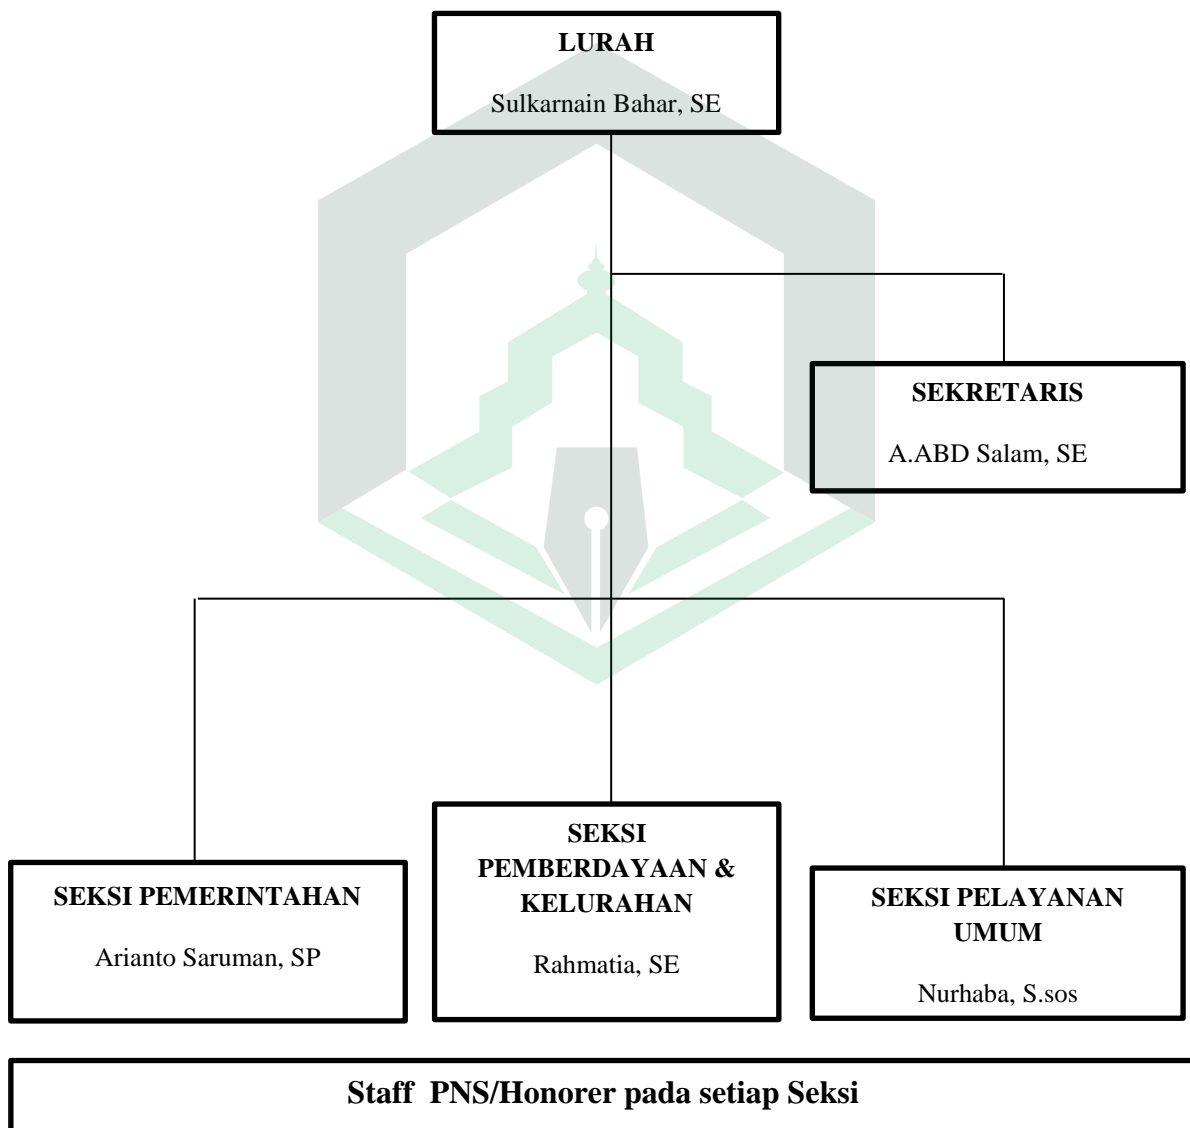 LURAH
Sulkarnain Bahar, SE
SEKRETARIS
A.ABD Salam, SE
SEKSI PEMERINTAHAN
Arianto Saruman, SP
SEKSI
PEMBERDAYAAN &
KELURAHAN
Rahmatia, SE
SEKSI PELAYANAN
UMUM
Nurhaba, S.sos
Staff  PNS/Honorer pada setiap Seksi